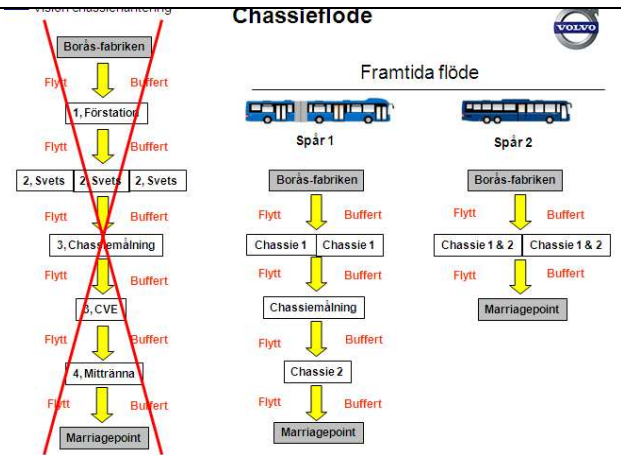 Vision chassiehantering
Chassieflöde
VOLVO
Framtida flöde
Borås-fabriken
Flytt Buffert
1, Förstation
Flytt Buffert
2, Svets 2, Svets 2, Svets
Flytt Buffert
3, Chassiemålning
Flytt Buffert
3, CVE
Flytt Buffert
4, Mittränna
Flytt Buffert
Marriagepoint
Spår 1
Borås-fabriken
Flytt Buffert
Chassie 1 Chassie 1
Flytt Buffert
Chassiemålning
Flytt Buffert
Chassie 2
Flytt Buffert
Marriagepoint
Spår 2
Borås-fabriken
Flytt Buffert
Chassie 1 & 2 Chassie 1 & 2
Flytt Buffert
Marriagepoint